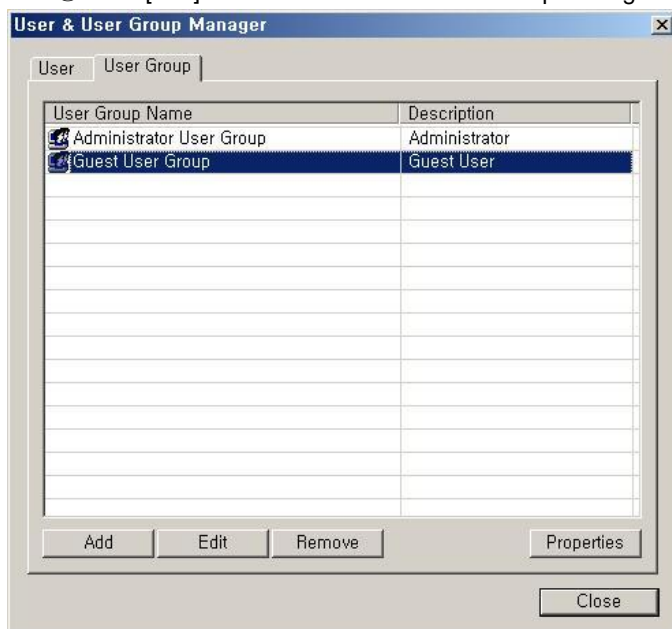 User & User Group Manager
User User Group
User Group Name Description
Administrator User Group Administrator
Guest User Group Guest User
Add Edit Remove Properties
Close